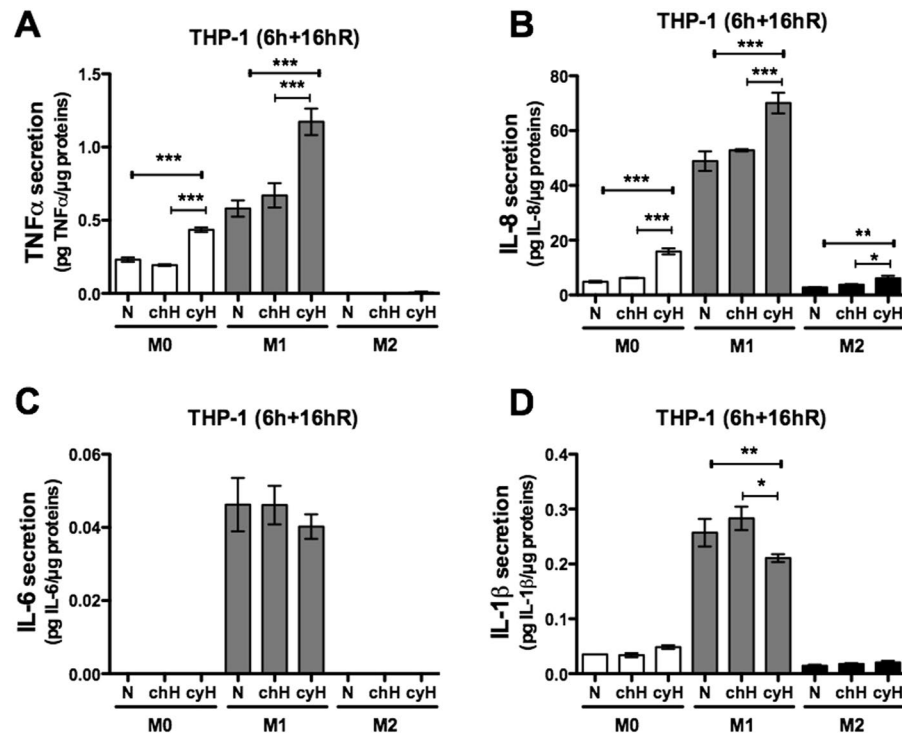 A
THP-1 (6h+16hR)
TNFα secretion
(pg TNFα/µg proteins)
1.5
1.0
0.5
0.0
***
***
***
***
N chH cyH N chH cyH N chH cyH
M0 M1 M2
B
THP-1 (6h+16hR)
IL-8 secretion
(pg IL-8/µg proteins)
80
60
40
20
0
***
***
***
***
**
*
N chH cyH N chH cyH N chH cyH
M0 M1 M2
C
THP-1 (6h+16hR)
IL-6 secretion
(pg IL-6/µg proteins)
0.06
0.04
0.02
0.00
N chH cyH N chH cyH N chH cyH
M0 M1 M2
D
THP-1 (6h+16hR)
IL-1β secretion
(pg IL-1β/µg proteins)
0.4
0.3
0.2
0.1
0.0
**
*
N chH cyH N chH cyH N chH cyH
M0 M1 M2